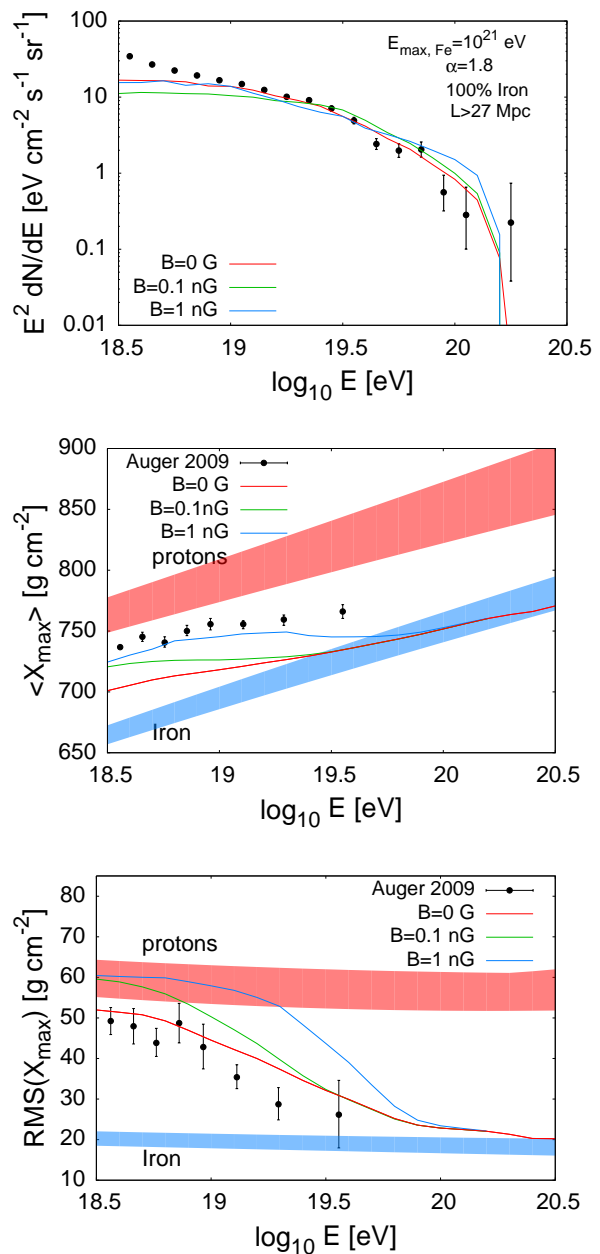 E² dN/dE [eV cm⁻² s⁻¹ sr⁻¹]
100
10
1
0.1
0.01
E_max, Fe=10²¹ eV
α=1.8
100% Iron
L>27 Mpc
B=0 G
B=0.1 nG
B=1 nG
18.5 19 19.5 20 20.5
log₁₀ E [eV]
<X_max> [g cm⁻²]
900
850
800
750
700
650
Auger 2009
B=0 G
B=0.1nG
B=1 nG
protons
Iron
18.5 19 19.5 20 20.5
log₁₀ E [eV]
RMS(X_max) [g cm⁻²]
85
80
70
60
50
40
30
20
10
Auger 2009
B=0 G
B=0.1 nG
B=1 nG
protons
Iron
18.5 19 19.5 20 20.5
log₁₀ E [eV]